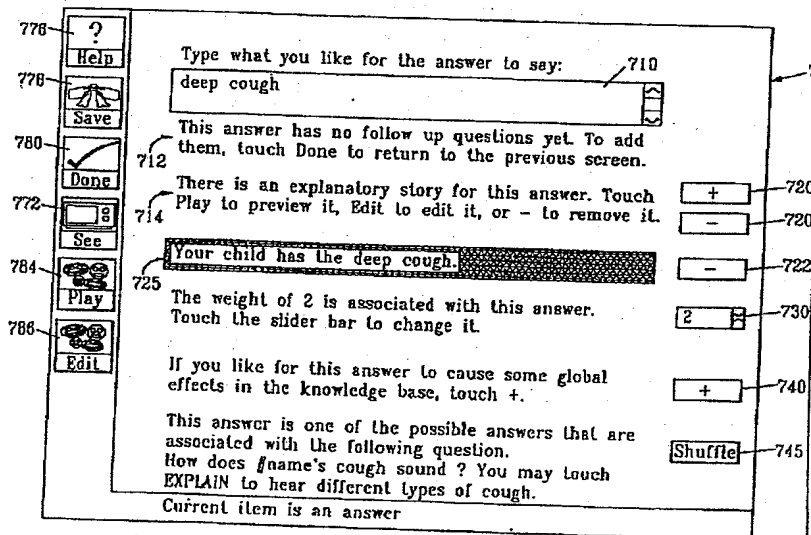 778
?
Help
778
Save
780
Done
772
See
784
Play
786
Edit
Type what you like for the answer to say:
710
deep cough
712
This answer has no follow up questions yet. To add
them, touch Done to return to the previous screen.
714
There is an explanatory story for this answer. Touch
Play to preview it, Edit to edit it, or - to remove it.
+
720
-
720
725
Your child has the deep cough.
-
722
The weight of 2 is associated with this answer.
Touch the slider bar to change it.
2
730
If you like for this answer to cause some global
effects in the knowledge base, touch +.
+
740
This answer is one of the possible answers that are
associated with the following question.
How does #name's cough sound ? You may touch
EXPLAIN to hear different types of cough.
Shuffle
745
Current item is an answer